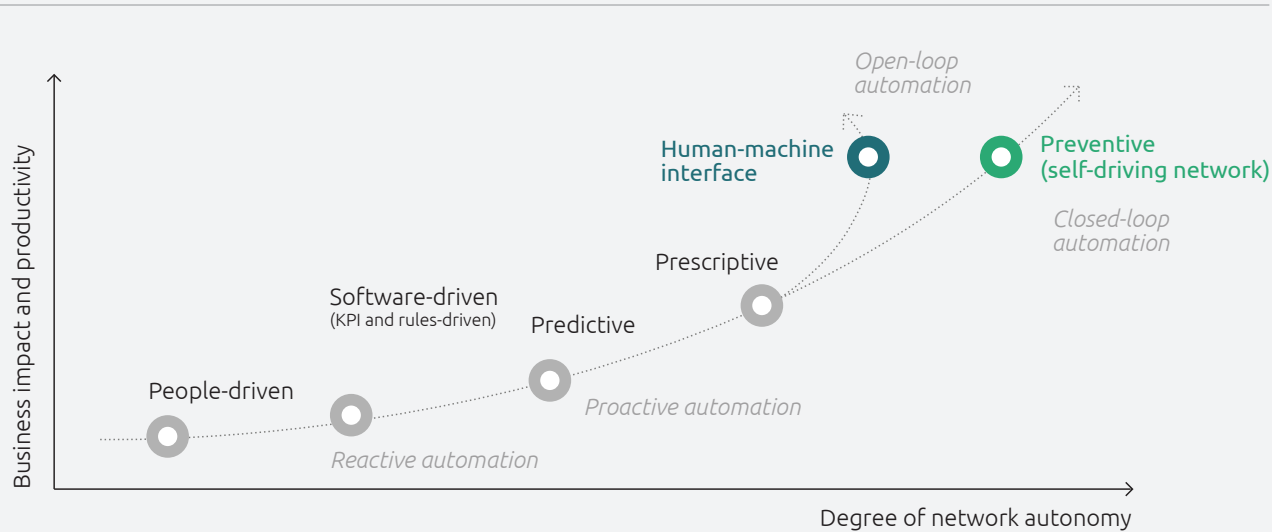 Business impact and productivity
Open-loop
automation
Human-machine
interface
Preventive
(self-driving network)
Closed-loop
automation
Prescriptive
Software-driven
(KPI and rules-driven)
Predictive
People-driven
Proactive automation
Reactive automation
Degree of network autonomy